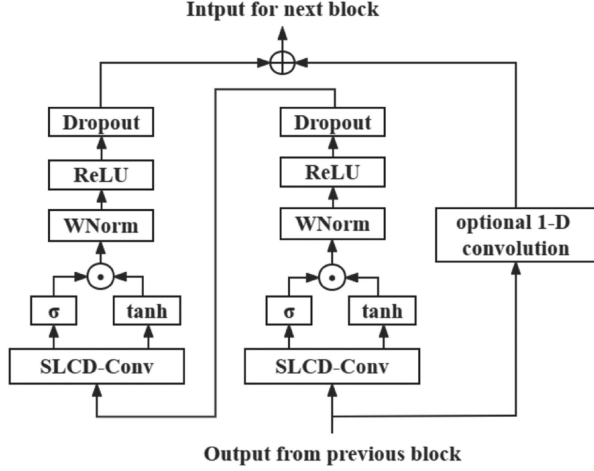 Intput for next block
Dropout
Dropout
ReLU
ReLU
WNorm
WNorm
optional 1-D
convolution
σ
tanh
σ
tanh
SLCD-Conv
SLCD-Conv
Output from previous block